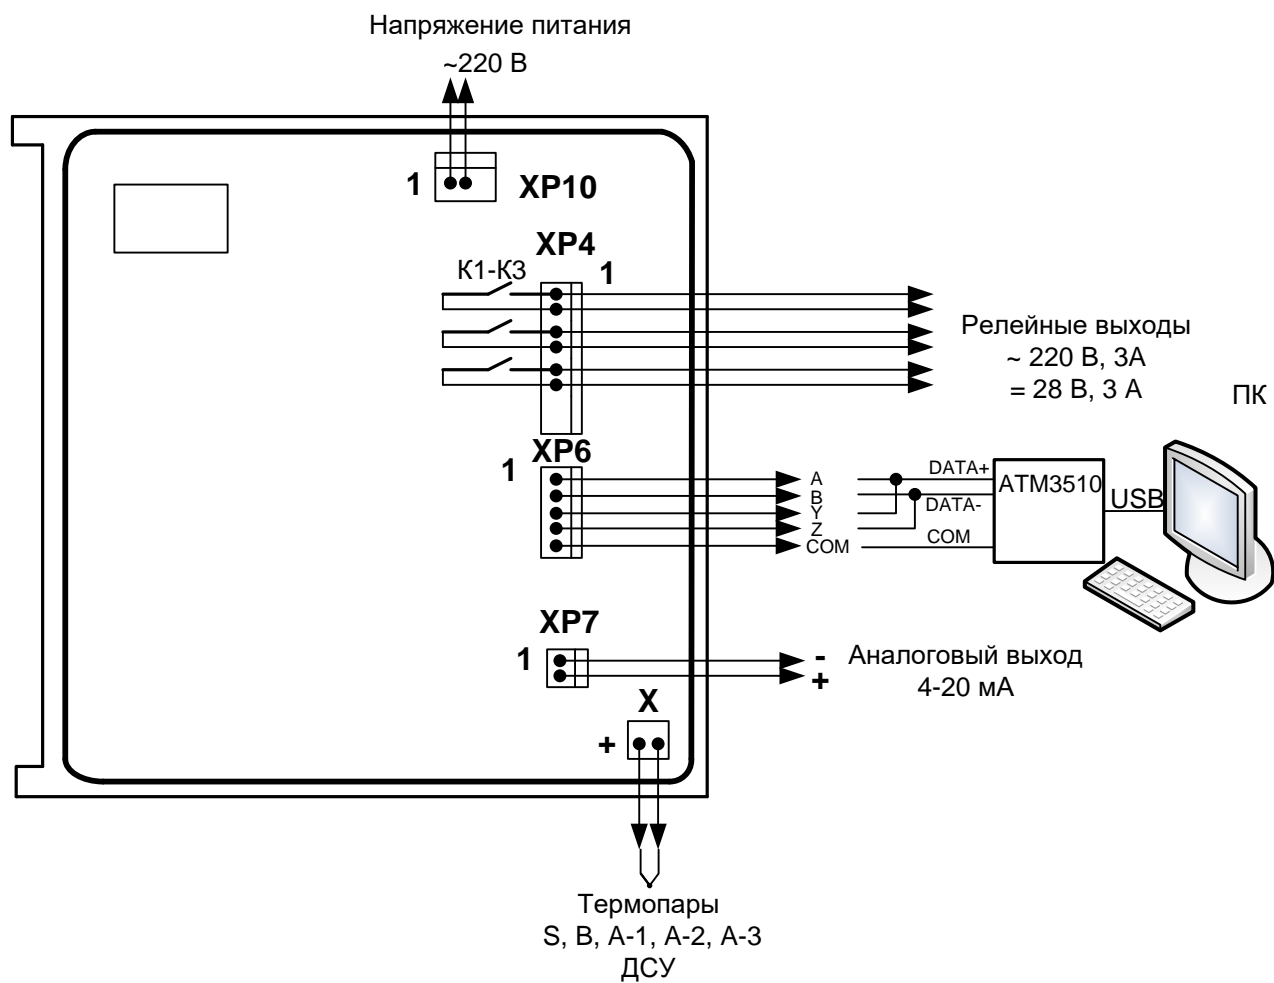 Напряжение питания
~220 В
1
XP10
XP4
К1-К3
1
Релейные выходы
~ 220 В, 3А
= 28 В, 3 А
ПК
XP6
1
A
B
Y
Z
COM
DATA+
DATA-
COM
ATM3510
USB
XP7
1
-
+
Аналоговый выход
4-20 мА
X
+
Термопары
S, B, А-1, А-2, А-3
ДСУ